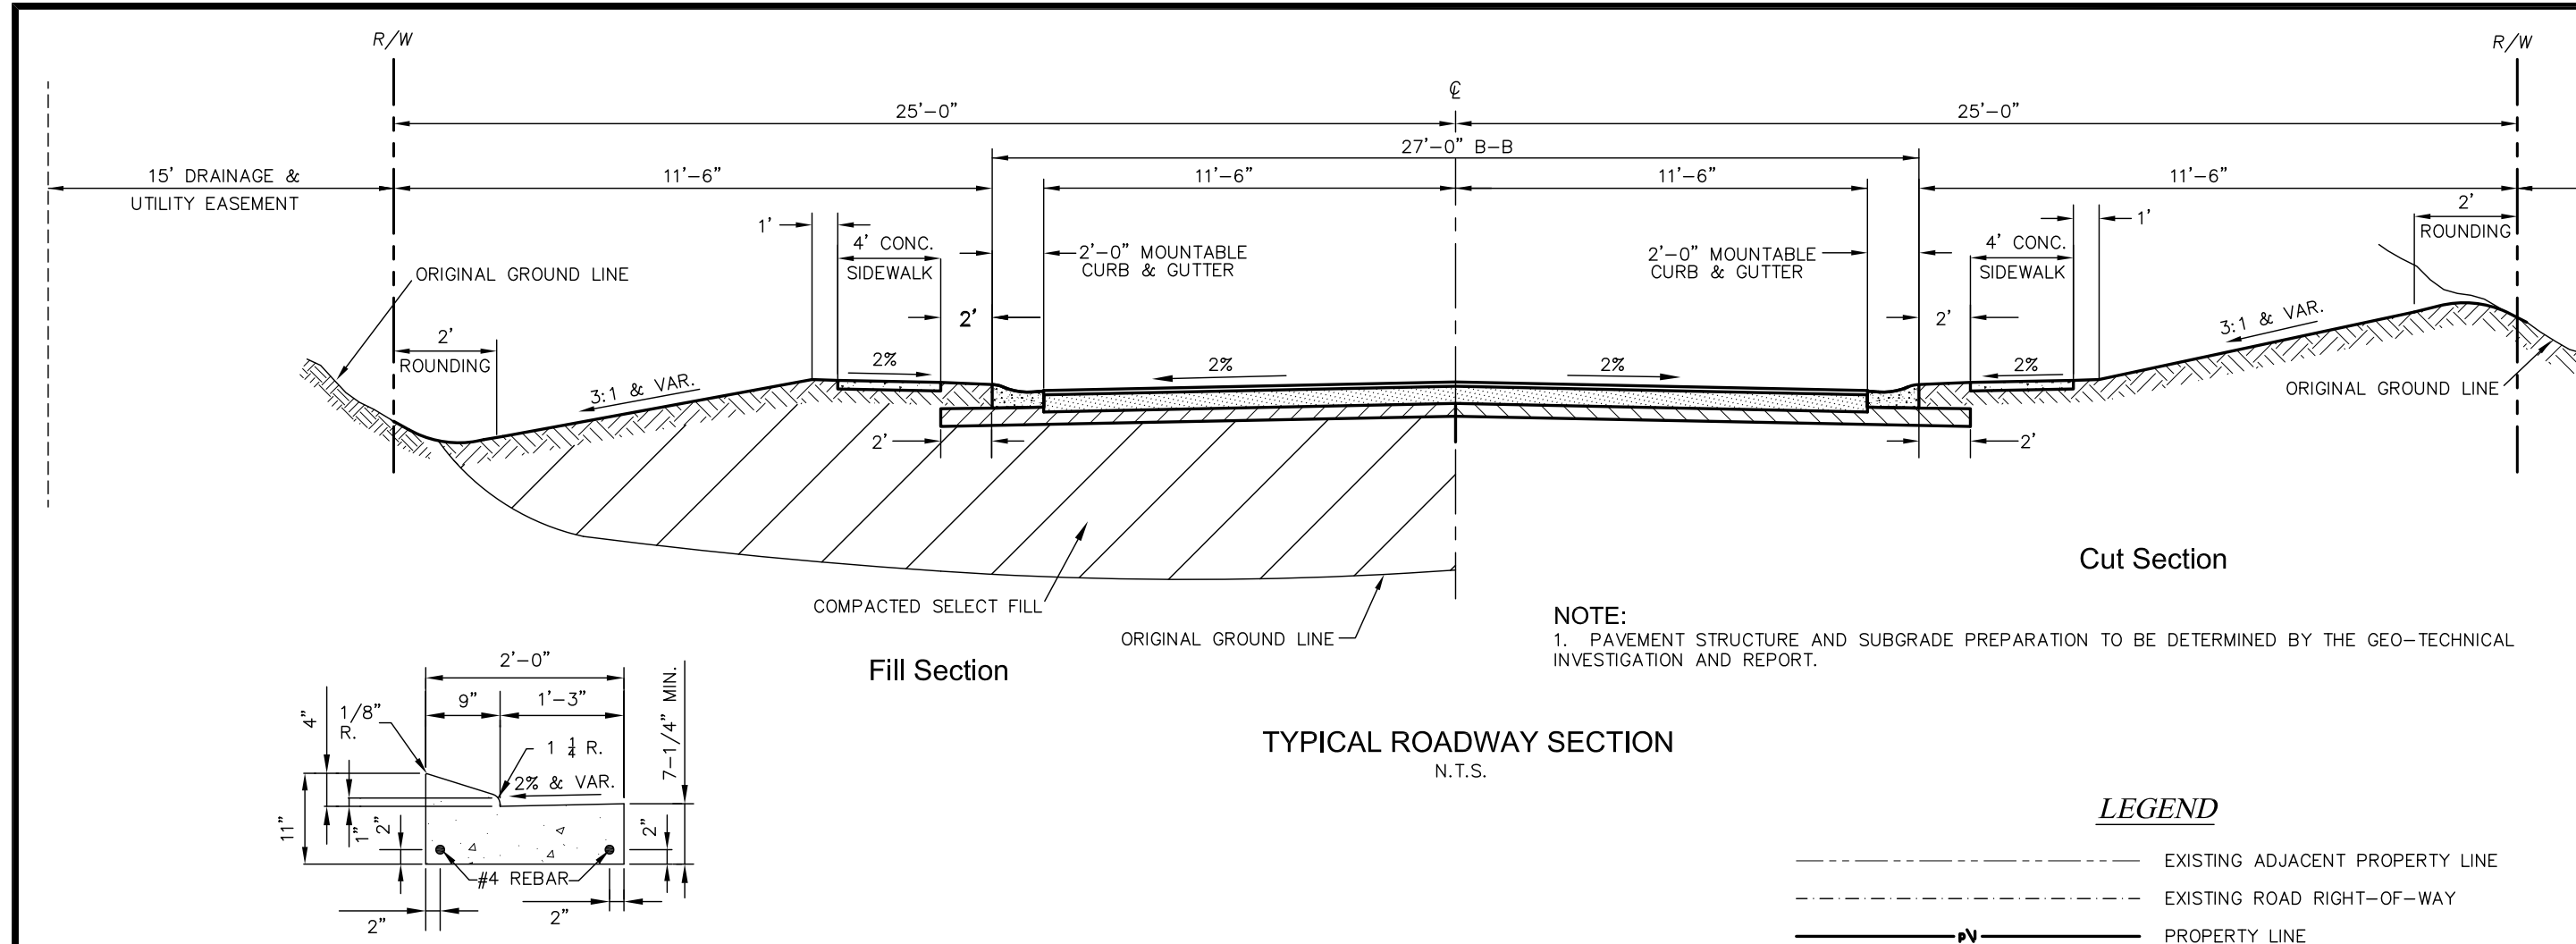 R/W
R/W
℄
25'-0"
25'-0"
27'-0" B-B
15' DRAINAGE &
UTILITY EASEMENT
11'-6"
11'-6"
11'-6"
11'-6"
1'
4' CONC.
SIDEWALK
2'-0" MOUNTABLE
CURB & GUTTER
2'-0" MOUNTABLE
CURB & GUTTER
4' CONC.
SIDEWALK
1'
2'
ROUNDING
ORIGINAL GROUND LINE
2'
2'
3:1 & VAR.
2'
ROUNDING
2%
2%
2%
2%
3:1 & VAR.
ORIGINAL GROUND LINE
2'
2'
Cut Section
COMPACTED SELECT FILL
ORIGINAL GROUND LINE
Fill Section
NOTE:
1. PAVEMENT STRUCTURE AND SUBGRADE PREPARATION TO BE DETERMINED BY THE GEO-TECHNICAL
INVESTIGATION AND REPORT.
2'-0"
9"
1'-3"
7-1/4" MIN.
4"
1/8"
R.
1 1/4 R.
2% & VAR.
11"
1"
2"
2"
#4 REBAR
2"
2"
TYPICAL ROADWAY SECTION
N.T.S.
LEGEND
EXISTING ADJACENT PROPERTY LINE
EXISTING ROAD RIGHT-OF-WAY
PROPERTY LINE